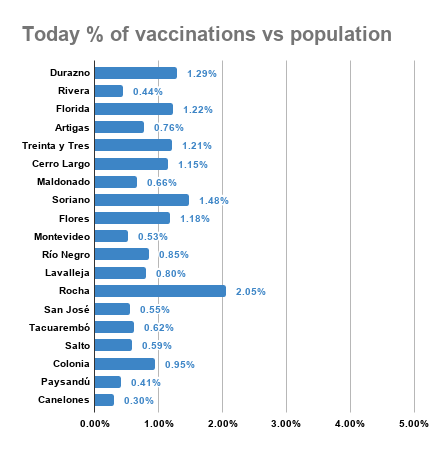 Today % of vaccinations vs population
Durazno 1.29%
Rivera 0.44%
Florida 1.22%
Artigas 0.76%
Treinta y Tres 1.21%
Cerro Largo 1.15%
Maldonado 0.66%
Soriano 1.48%
Flores 1.18%
Montevideo 0.53%
Río Negro 0.85%
Lavalleja 0.80%
Rocha 2.05%
San José 0.55%
Tacuarembó 0.62%
Salto 0.59%
Colonia 0.95%
Paysandú 0.41%
Canelones 0.30%
0.00% 1.00% 2.00% 3.00% 4.00% 5.00%